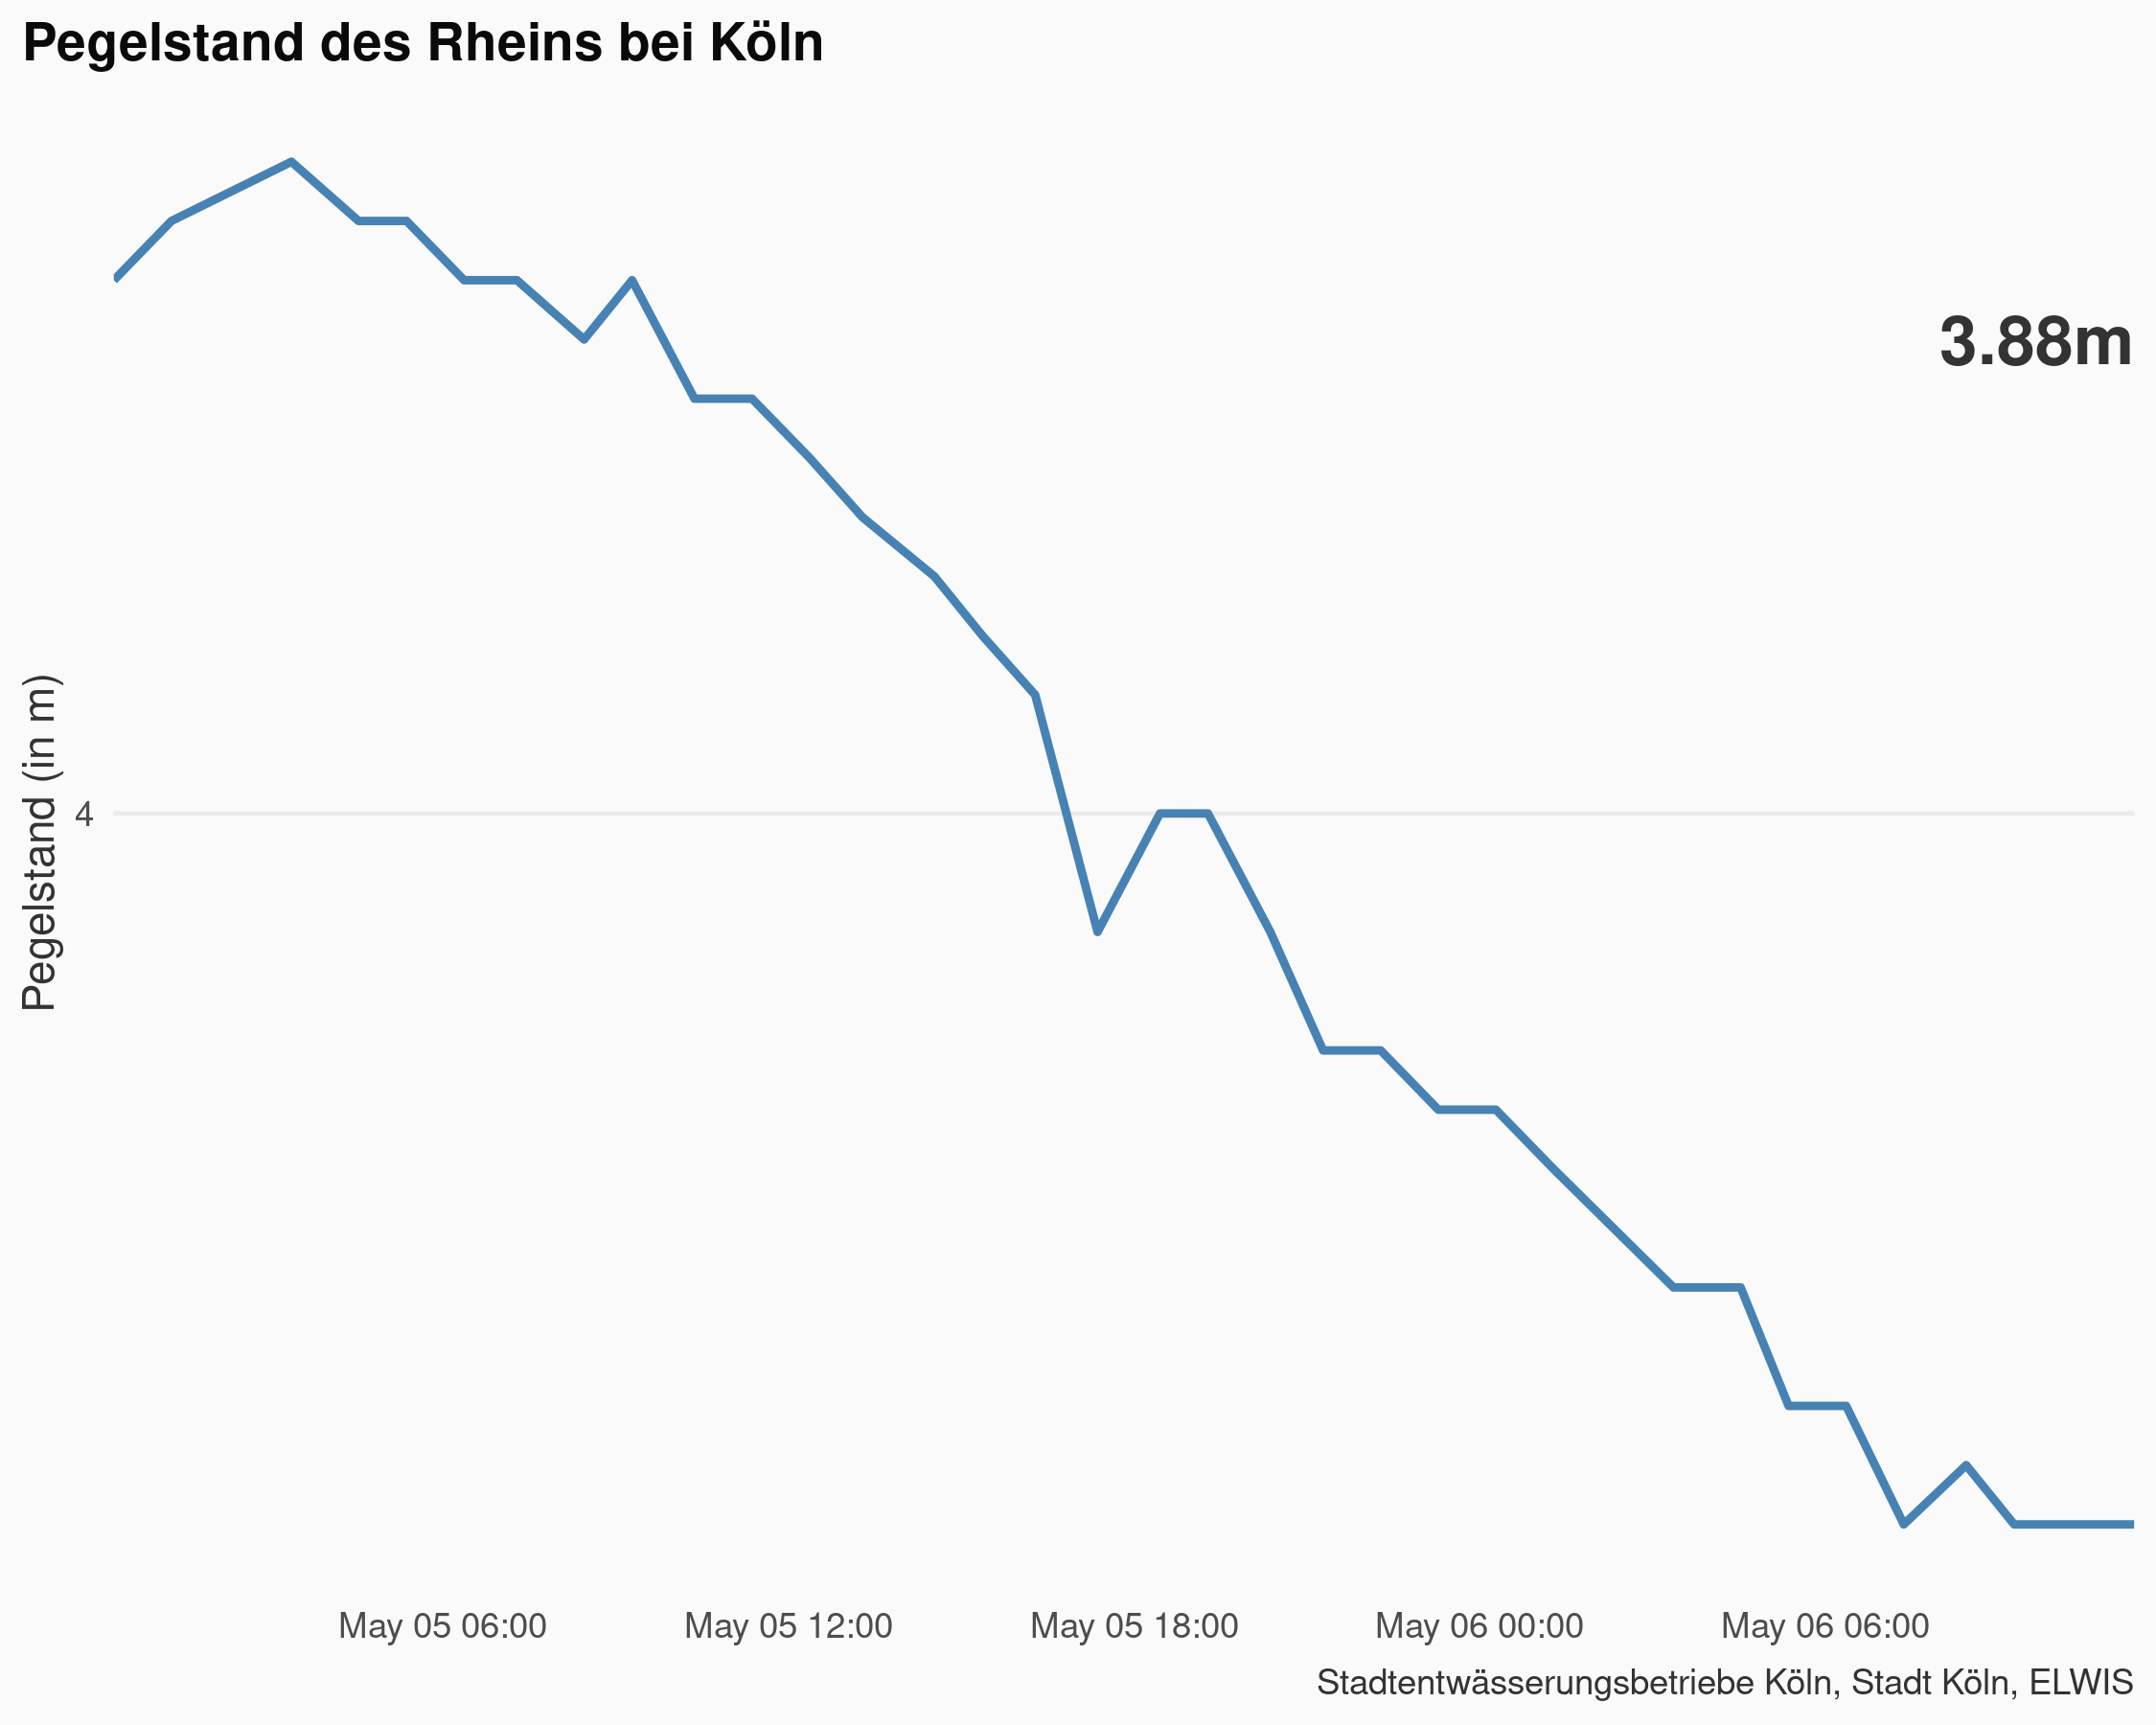 Pegelstand des Rheins bei Köln
3.88m
Pegelstand (in m)
4
May 05 06:00 May 05 12:00 May 05 18:00 May 06 00:00 May 06 06:00
Stadtentwässerungsbetriebe Köln, Stadt Köln, ELWIS